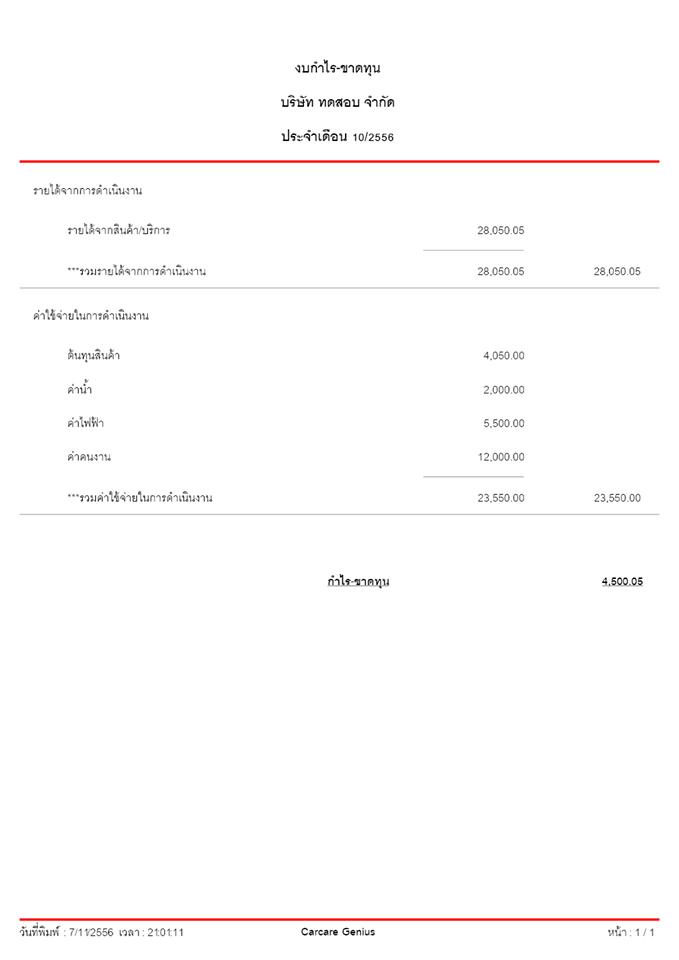 งบกำไร-ขาดทุน
บริษัท ทดสอบ จำกัด
ประจำเดือน 10/2556
รายได้จากการดำเนินงาน
รายได้จากสินค้า/บริการ 28,050.05
***รวมรายได้จากการดำเนินงาน 28,050.05 28,050.05
ค่าใช้จ่ายในการดำเนินงาน
ต้นทุนสินค้า 4,050.00
ค่าน้ำ 2,000.00
ค่าไฟฟ้า 5,500.00
ค่าคนงาน 12,000.00
***รวมค่าใช้จ่ายในการดำเนินงาน 23,550.00 23,550.00
กำไร-ขาดทุน 4,500.05
วันที่พิมพ์ : 7/11/2556 เวลา : 21:01:11 Carcare Genius หน้า : 1 / 1